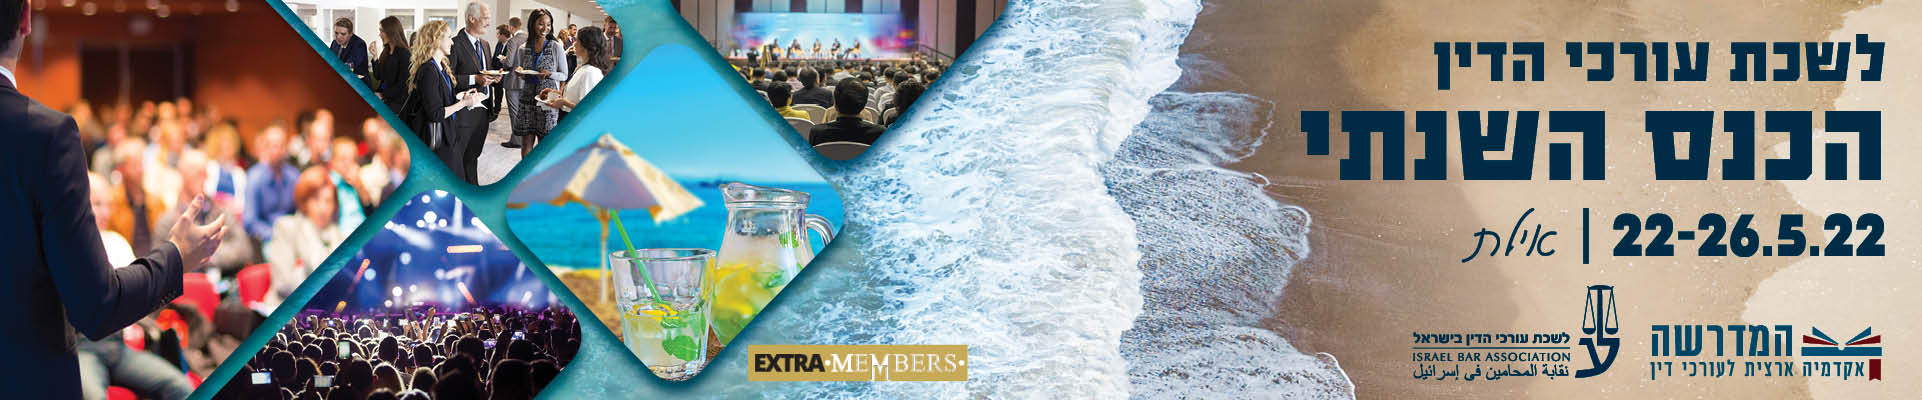 לשכת עורכי הדין
הכנס השנתי
22-26.5.22 | אילת
המדרשה
אקדמיה ארצית לעורכי דין
לשכת עורכי הדין בישראל
ISRAEL BAR ASSOCIATION
نقابة المحامين في إسرائيل
EXTRA·MEMBERS·